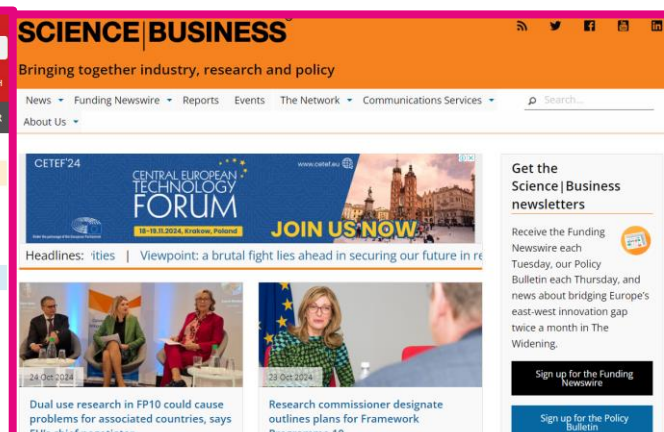 SCIENCE|BUSINESS®
Bringing together industry, research and policy
News Funding Newswire Reports Events The Network Communications Services
Search...
About Us
CETEF'24
www.cetef.eu
CENTRAL EUROPEAN
TECHNOLOGY
FORUM
18-19.11.2024, Krakow, Poland
JOIN US NOW
Headlines: | Viewpoint: a brutal fight lies ahead in securing our future in
24 Oct 2024
Dual use research in FP10 could cause
problems for associated countries, says
EU's chief negotiator
23 Oct 2024
Research commissioner designate
outlines plans for Framework
Programme 10
Get the
Science|Business
newsletters
Receive the Funding
Newswire each
Tuesday, our Policy
Bulletin each Thursday, and
news about bridging Europe's
east-west innovation gap
twice a month in The
Widening.
Sign up for the Funding
Newswire
Sign up for the Policy
Bulletin